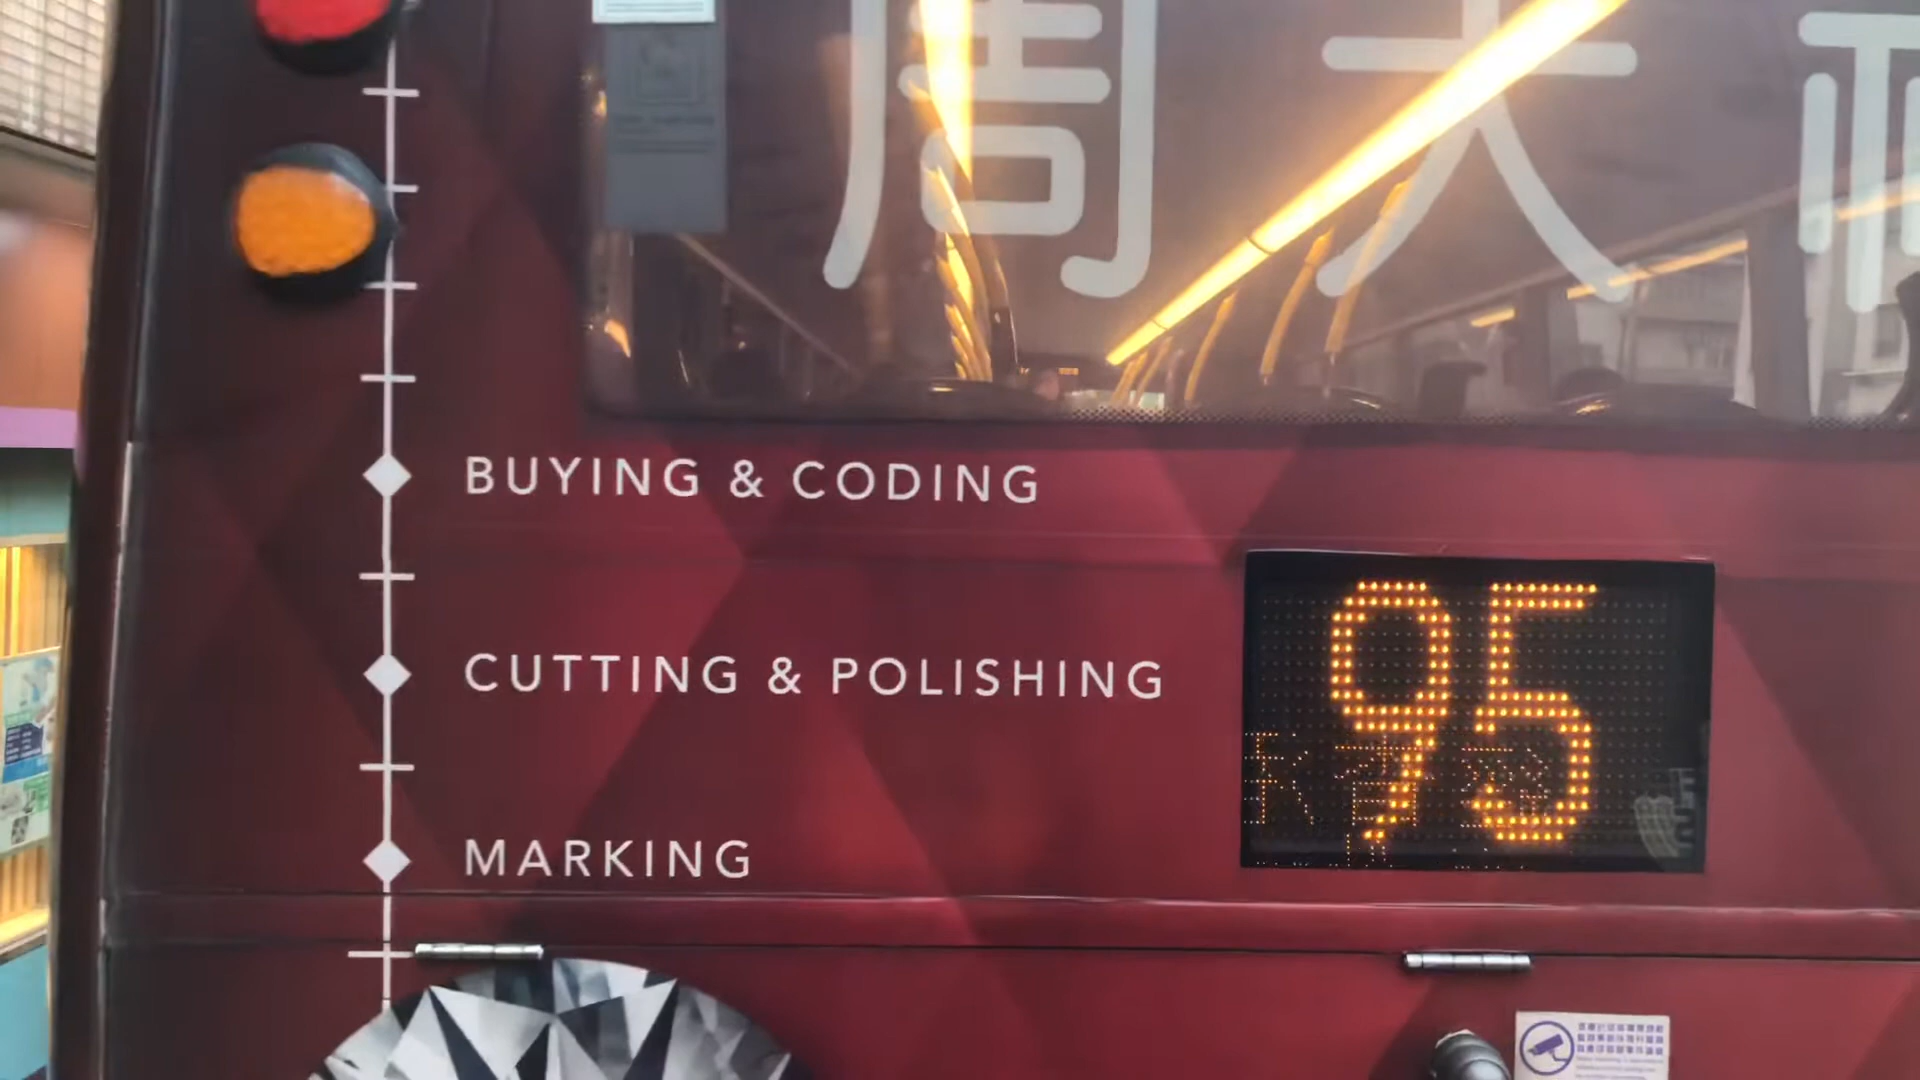 周大
BUYING & CODING
95
CUTTING & POLISHING
MARKING